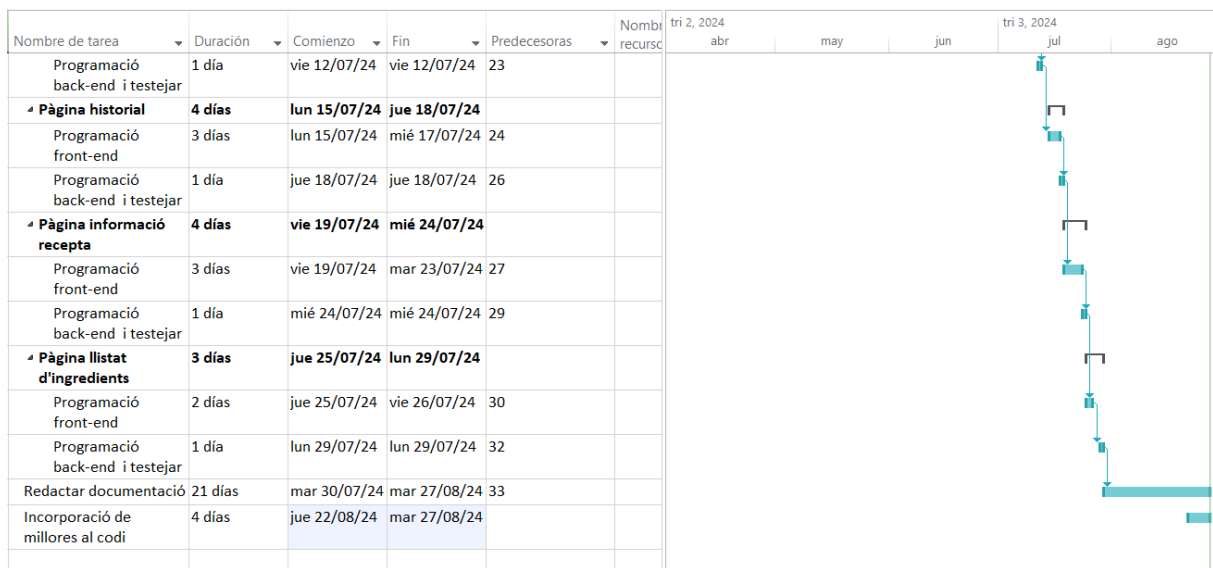 Nombre de tarea Duración Comienzo Fin Predecesoras Nombr recurso tri 2, 2024 tri 3, 2024
abr may jun jul ago
Programació 1 día vie 12/07/24 vie 12/07/24 23
back-end i testejar
Pàgina historial 4 días lun 15/07/24 jue 18/07/24
Programació 3 días lun 15/07/24 mié 17/07/24 24
front-end
Programació 1 día jue 18/07/24 jue 18/07/24 26
back-end i testejar
Pàgina informació 4 días vie 19/07/24 mié 24/07/24
recepta
Programació 3 días vie 19/07/24 mar 23/07/24 27
front-end
Programació 1 día mié 24/07/24 mié 24/07/24 29
back-end i testejar
Pàgina llistat 3 días jue 25/07/24 lun 29/07/24
d'ingredients
Programació 2 días jue 25/07/24 vie 26/07/24 30
front-end
Programació 1 día lun 29/07/24 lun 29/07/24 32
back-end i testejar
Redactar documentació 21 días mar 30/07/24 mar 27/08/24 33
Incorporació de 4 días jue 22/08/24 mar 27/08/24
millores al codi